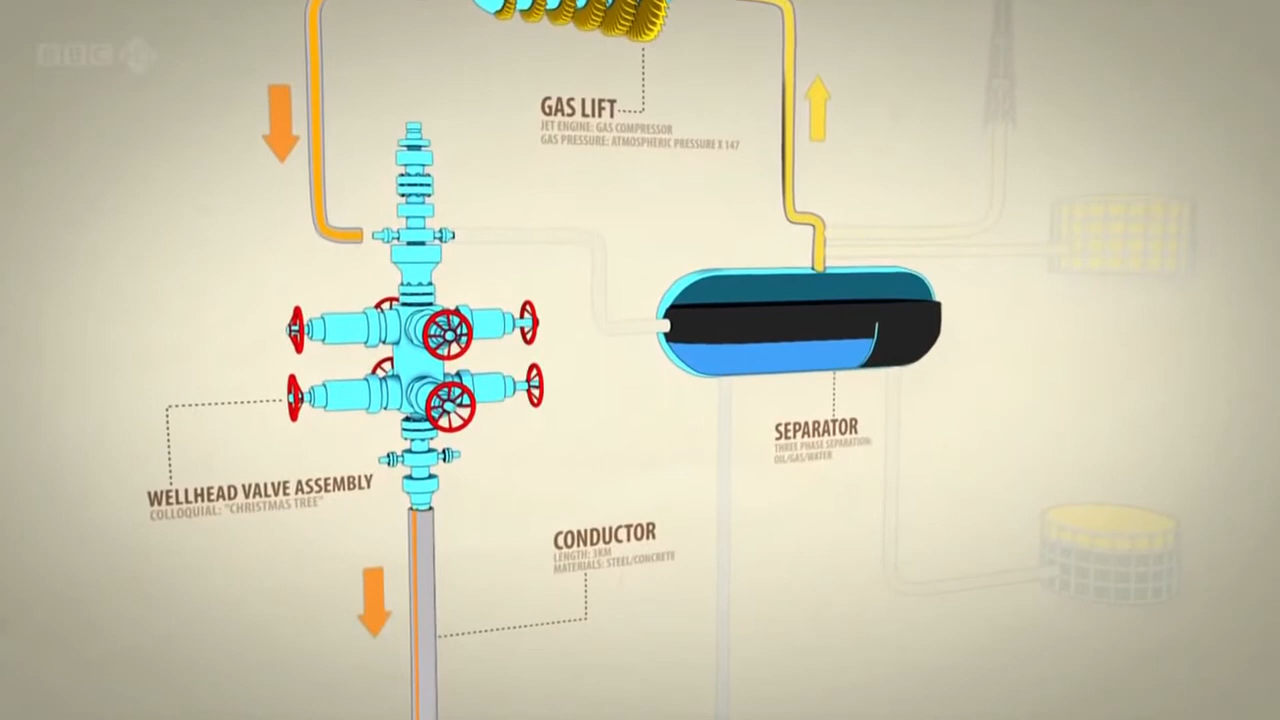 BBC
GAS LIFT
JET ENGINE: GAS COMPRESSOR
GAS PRESSURE: ATMOSPHERIC PRESSURE X 147
SEPARATOR
THREE PHASE SEPARATION:
OIL/GAS/WATER
WELLHEAD VALVE ASSEMBLY
COLLOQUIAL: "CHRISTMAS TREE"
CONDUCTOR
LENGTH: 3KM
MATERIALS: STEEL/CONCRETE